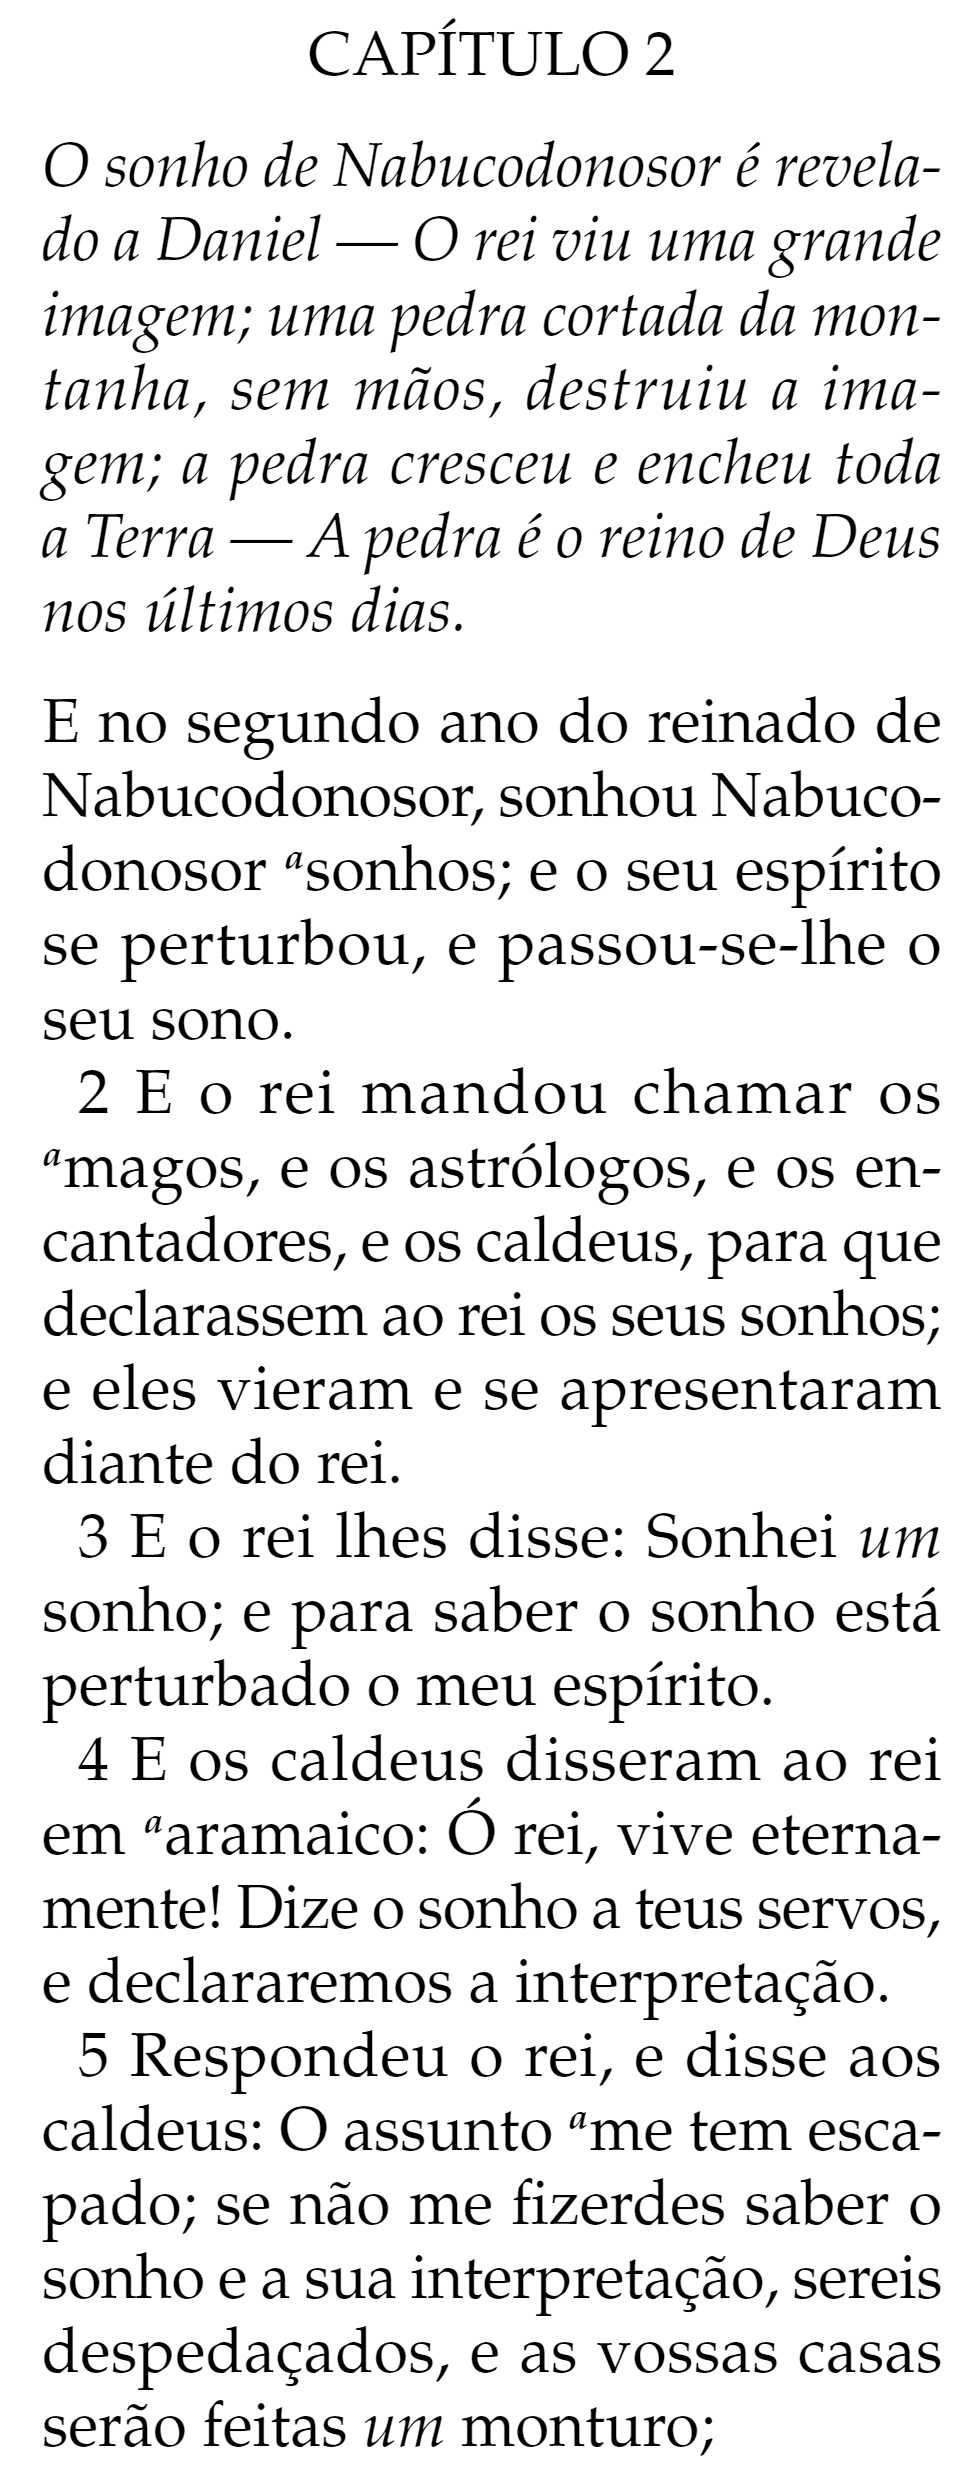 CAPÍTULO 2
O sonho de Nabucodonosor é revela-
do a Daniel — O rei viu uma grande
imagem; uma pedra cortada da mon-
tanha, sem mãos, destruiu a ima-
gem; a pedra cresceu e encheu toda
a Terra — A pedra é o reino de Deus
nos últimos dias.
E no segundo ano do reinado de
Nabucodonosor, sonhou Nabuco-
donosor ᵃsonhos; e o seu espírito
se perturbou, e passou-se-lhe o
seu sono.
2 E o rei mandou chamar os
ᵃmagos, e os astrólogos, e os en-
cantadores, e os caldeus, para que
declarassem ao rei os seus sonhos;
e eles vieram e se apresentaram
diante do rei.
3 E o rei lhes disse: Sonhei um
sonho; e para saber o sonho está
perturbado o meu espírito.
4 E os caldeus disseram ao rei
em ᵃaramaico: Ó rei, vive eterna-
mente! Dize o sonho a teus servos,
e declararemos a interpretação.
5 Respondeu o rei, e disse aos
caldeus: O assunto ᵃme tem esca-
pado; se não me fizerdes saber o
sonho e a sua interpretação, sereis
despedaçados, e as vossas casas
serão feitas um monturo;